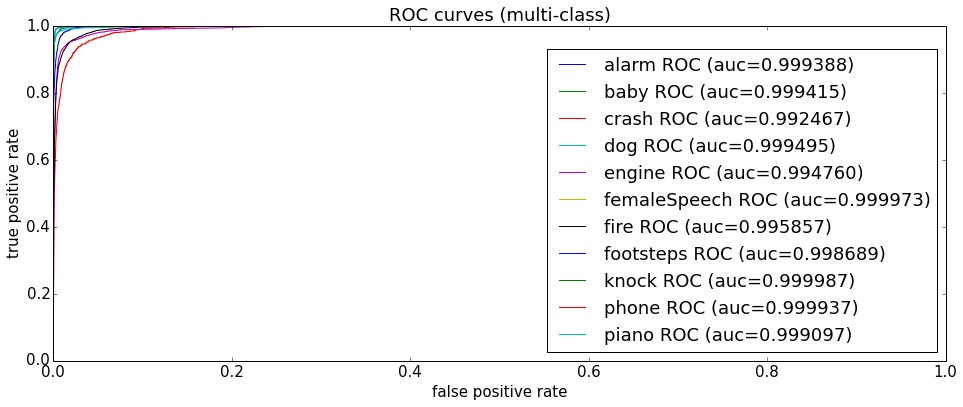 ROC curves (multi-class)
1.0
0.8
0.6
0.4
0.2
0.0
true positive rate
alarm ROC (auc=0.999388)
baby ROC (auc=0.999415)
crash ROC (auc=0.992467)
dog ROC (auc=0.999495)
engine ROC (auc=0.994760)
femaleSpeech ROC (auc=0.999973)
fire ROC (auc=0.995857)
footsteps ROC (auc=0.998689)
knock ROC (auc=0.999987)
phone ROC (auc=0.999937)
piano ROC (auc=0.999097)
0.0 0.2 0.4 0.6 0.8 1.0
false positive rate